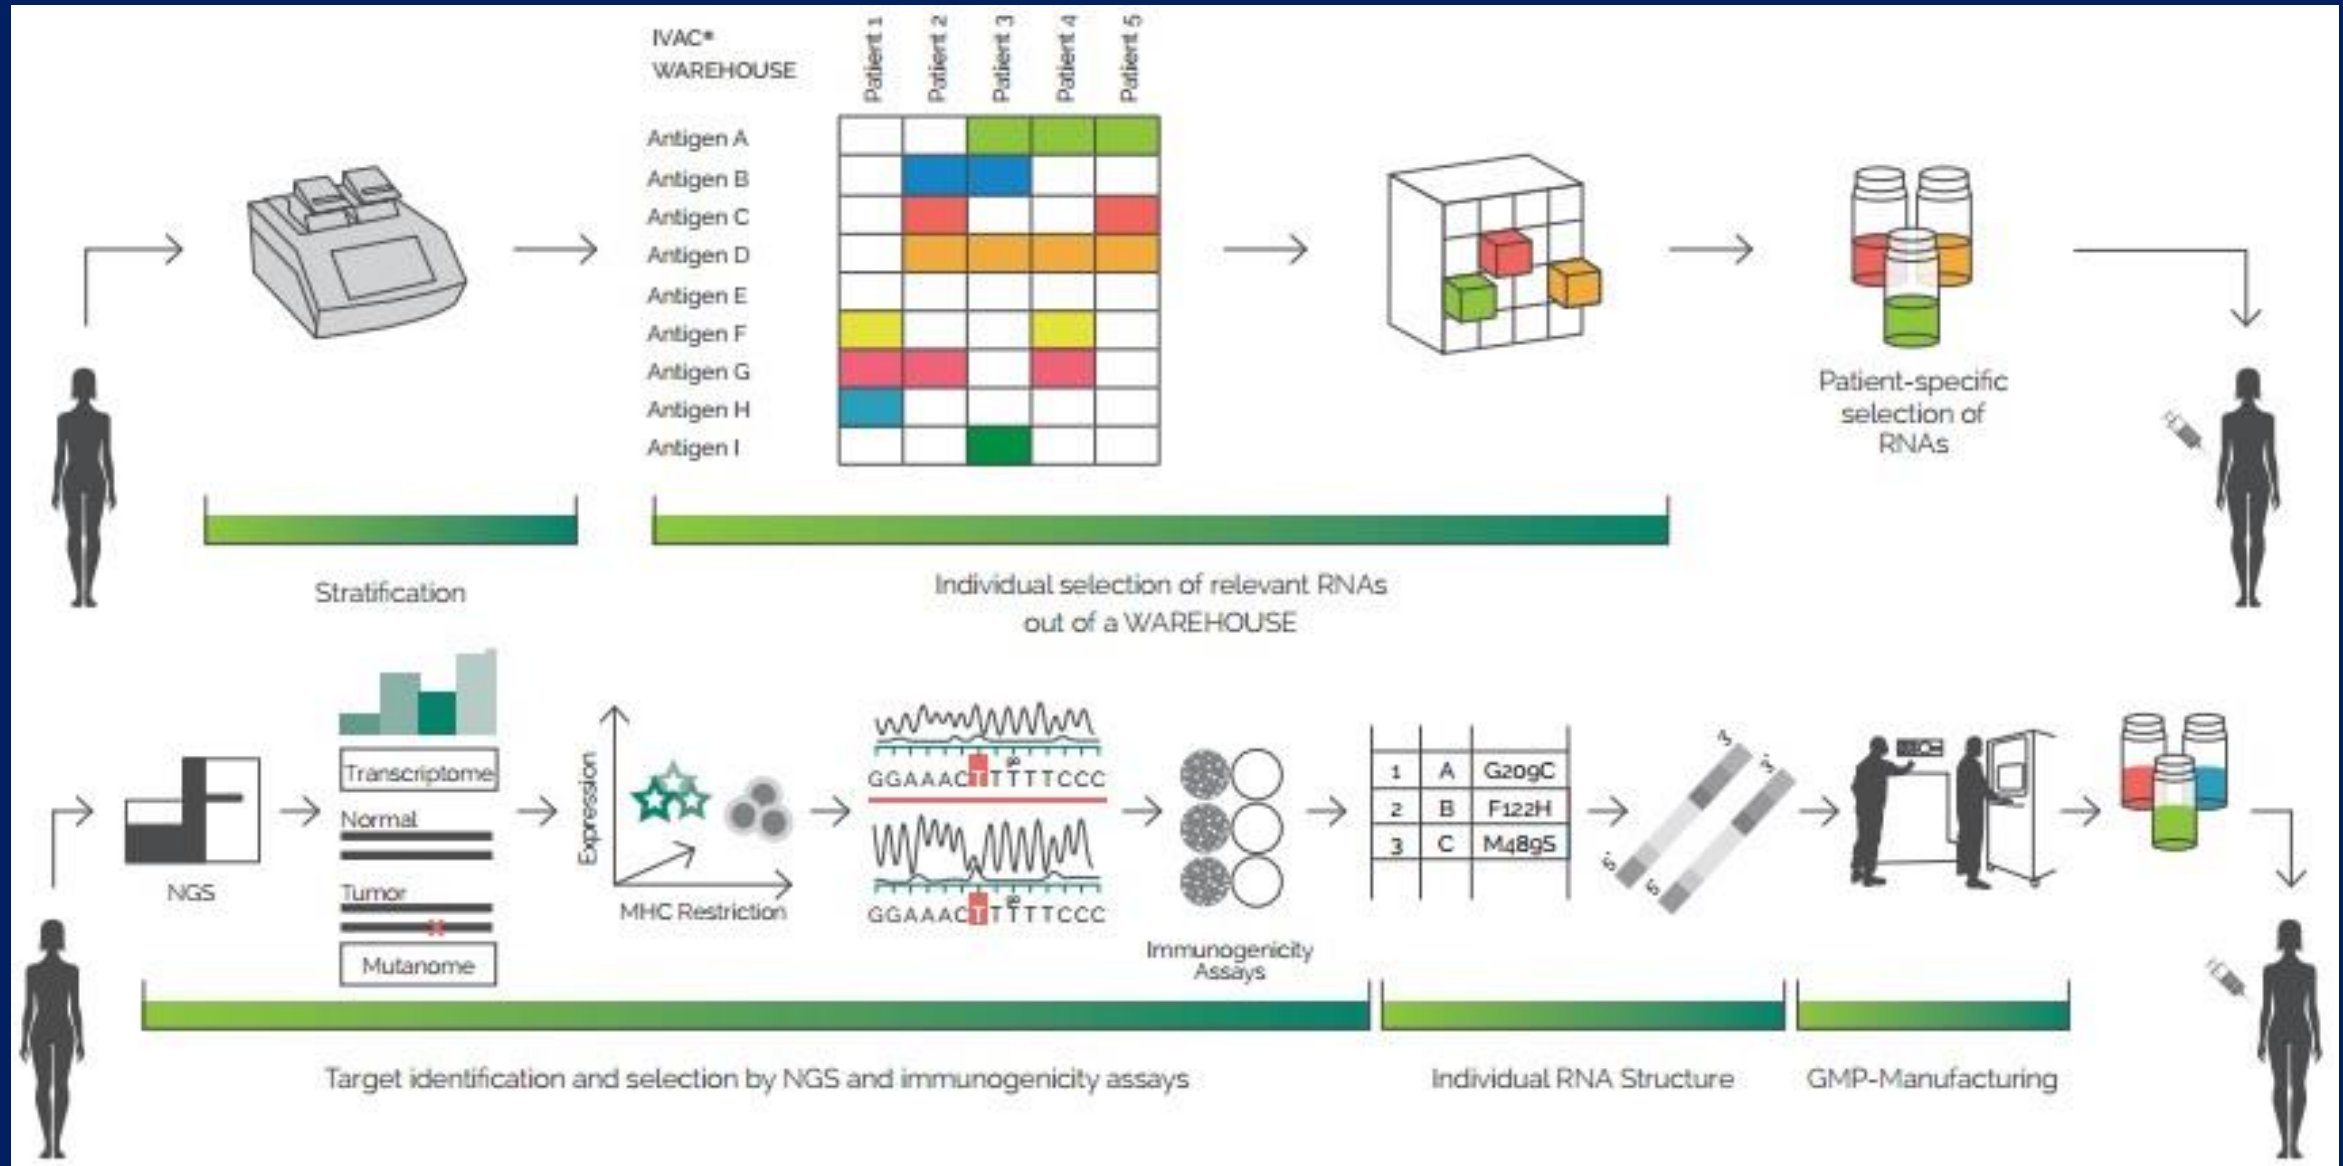 IVAC®
WAREHOUSE
Patient 1
Patient 2
Patient 3
Patient 4
Patient 5
Antigen A
Antigen B
Antigen C
Antigen D
Antigen E
Antigen F
Antigen G
Antigen H
Antigen I
Patient-specific
selection of
RNAs
Stratification
Individual selection of relevant RNAs
out of a WAREHOUSE
NGS
Transcriptome
Normal
Tumor
Mutanome
Expression
MHC Restriction
GGAAACTTTTTCCC
GGAAACTTTTTCCC
Immunogenicity
Assays
1 A G209C
2 B F122H
3 C M489S
3'
3'
5'
5'
Target identification and selection by NGS and immunogenicity assays
Individual RNA Structure
GMP-Manufacturing